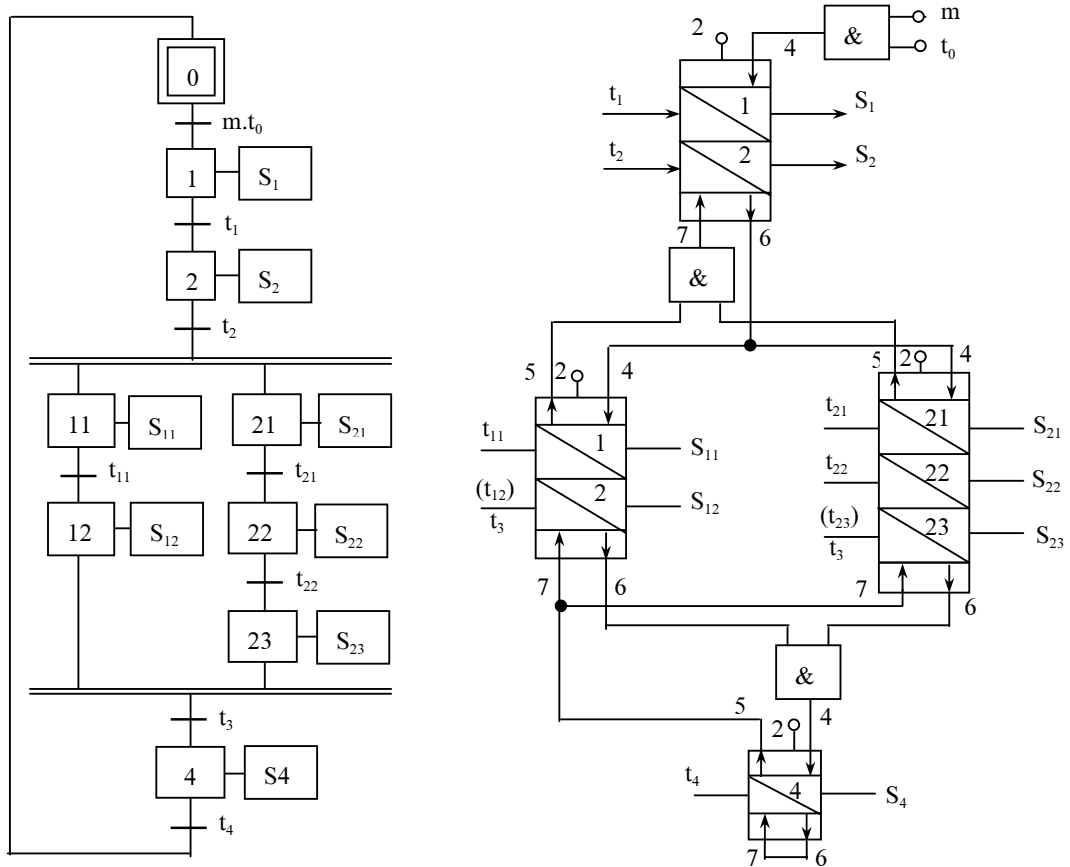 0
m.t₀
1
S₁
t₁
2
S₂
t₂
11
S₁₁
21
S₂₁
t₁₁
t₂₁
12
S₁₂
22
S₂₂
t₂₂
23
S₂₃
t₃
4
S4
t₄
2
4
&
m
t₀
t₁
1
S₁
t₂
2
S₂
7
6
&
5
2
4
t₁₁
1
S₁₁
(t₁₂)
t₃
2
S₁₂
7
6
5
2
4
t₂₁
21
S₂₁
t₂₂
22
S₂₂
(t₂₃)
t₃
23
S₂₃
7
6
&
5
2
4
t₄
4
S₄
7
6